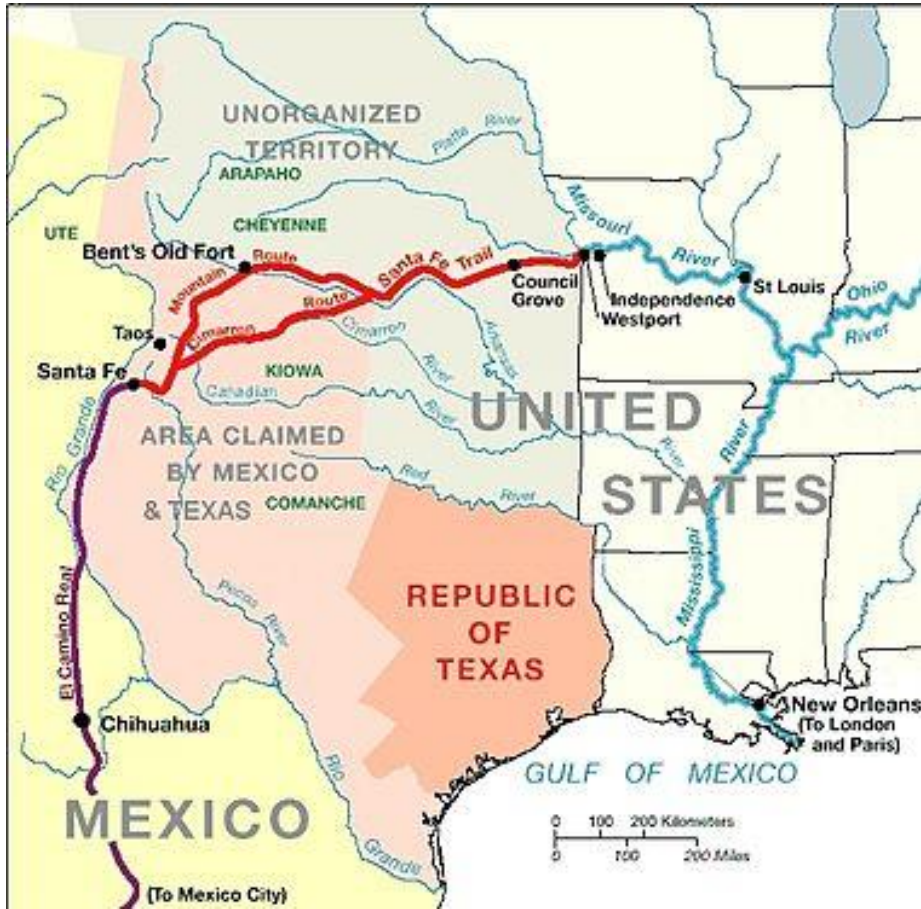 UNORGANIZED
TERRITORY
Platte River
ARAPAHO
CHEYENNE
UTE
Bent's Old Fort
Mountain Route
Santa Fe Trail
Missouri River
St Louis
Ohio River
Council
Grove
Independence
Westport
Cimarron Route
Taos
Cimarron River
Arkansas
Santa Fe
KIOWA
Canadian River
River
UNITED
STATES
Rio Grande
AREA CLAIMED
BY MEXICO
& TEXAS
COMANCHE
Red River
Mississippi River
Pecos River
REPUBLIC
OF
TEXAS
El Camino Real
Chihuahua
New Orleans
(To London
and Paris)
GULF OF MEXICO
Rio Grande
MEXICO
0 100 200 Kilometers
0 100 200 Miles
(To Mexico City)